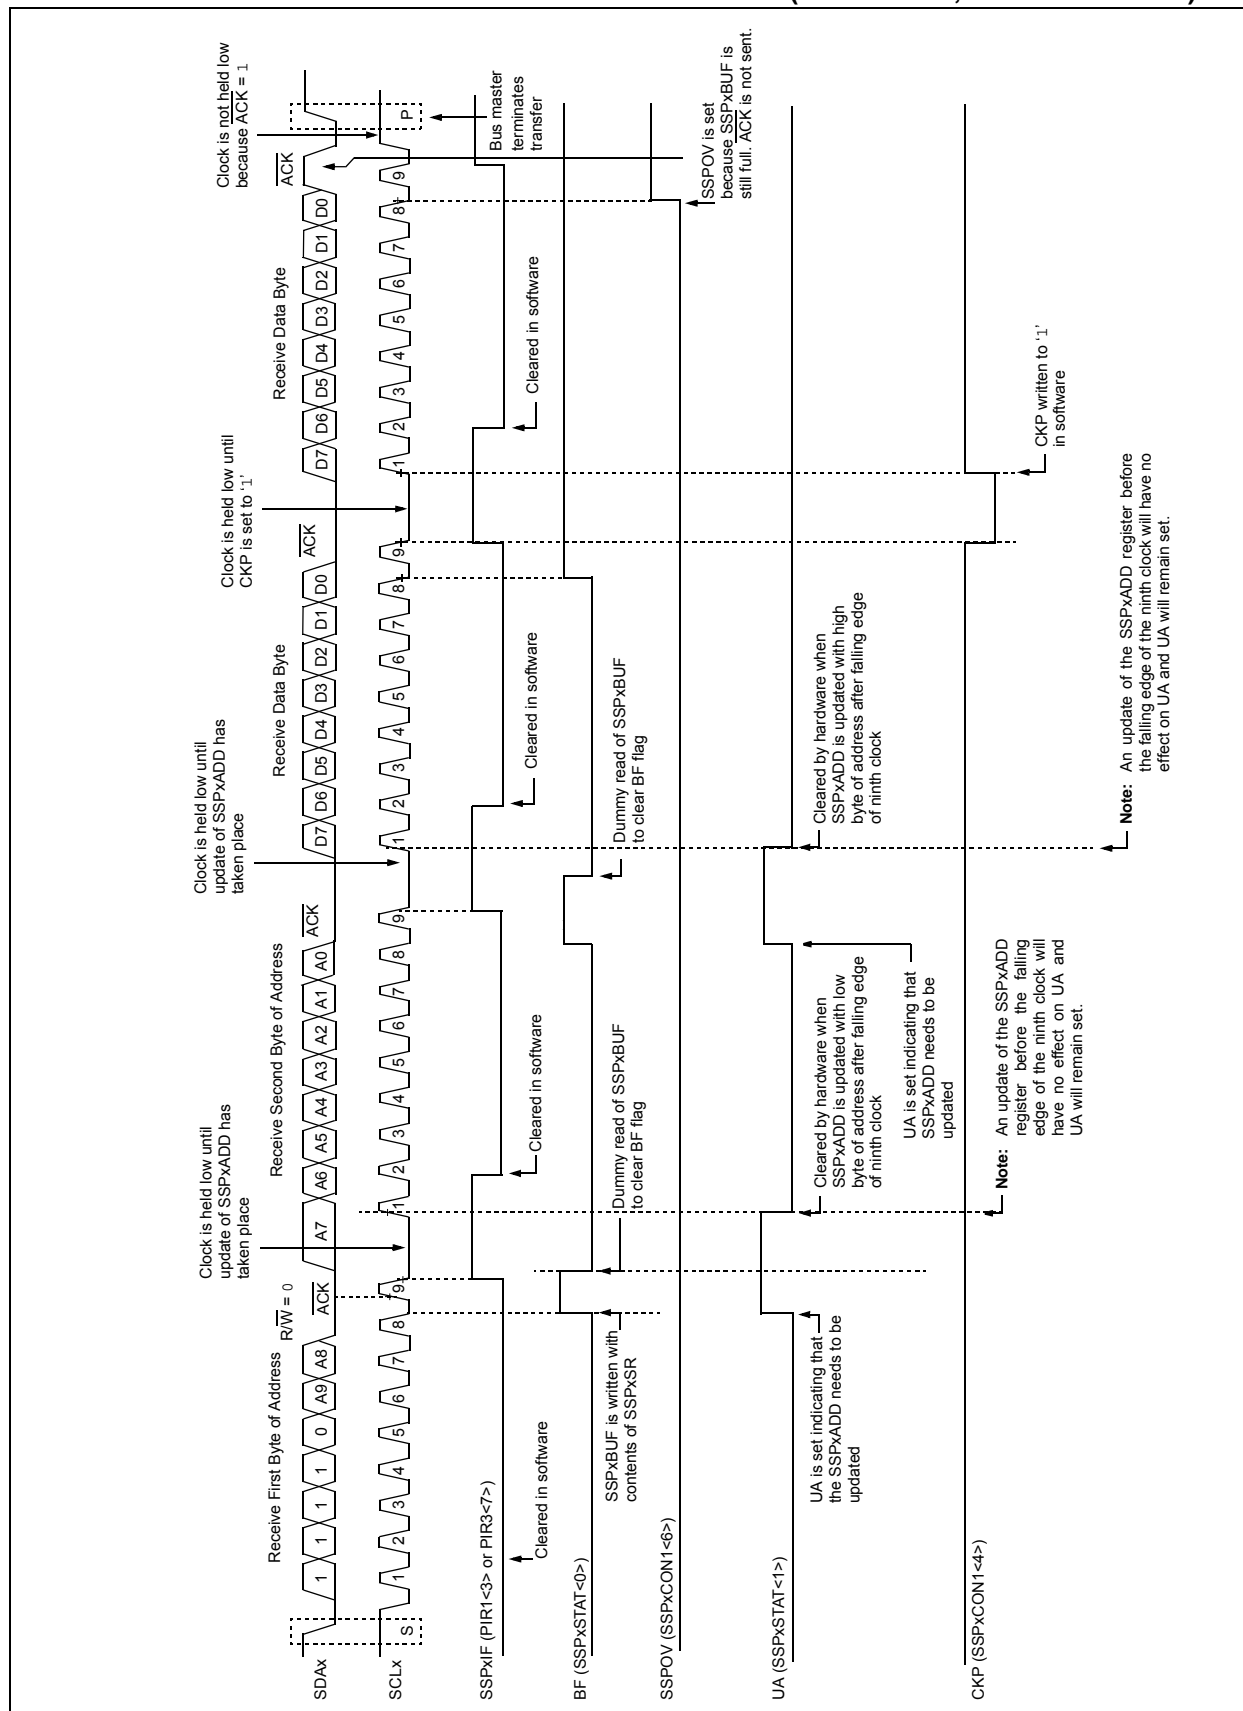 Clock is held low until
update of SSPxADD has
taken place
Clock is held low until
update of SSPxADD has
taken place
Clock is held low until
CKP is set to ‘1’
Clock is not held low
because A̅C̅K̅ = 1
Receive First Byte of Address
R/W̅ = 0
Receive Second Byte of Address
Receive Data Byte
Receive Data Byte
A̅C̅K̅
A̅C̅K̅
A̅C̅K̅
A̅C̅K̅
SDAx
1 1 1 1 0 A9 A8
A7 A6 A5 A4 A3 A2 A1 A0
D7 D6 D5 D4 D3 D2 D1 D0
D7 D6 D5 D4 D3 D2 D1 D0
SCLx
S
1 2 3 4 5 6 7 8 9
1 2 3 4 5 6 7 8 9
1 2 3 4 5 6 7 8 9
1 2 3 4 5 6 7 8 9
P
Bus master
terminates
transfer
SSPxIF (PIR1<3> or PIR3<7>)
Cleared in software
Cleared in software
Cleared in software
Cleared in software
BF (SSPxSTAT<0>)
SSPxBUF is written with
contents of SSPxSR
Dummy read of SSPxBUF
to clear BF flag
Dummy read of SSPxBUF
to clear BF flag
SSPOV (SSPxCON1<6>)
SSPOV is set
because SSPxBUF is
still full. A̅C̅K̅ is not sent.
UA (SSPxSTAT<1>)
UA is set indicating that
the SSPxADD needs to be
updated
Cleared by hardware when
SSPxADD is updated with low
byte of address after falling edge
of ninth clock
UA is set indicating that
SSPxADD needs to be
updated
Cleared by hardware when
SSPxADD is updated with high
byte of address after falling edge
of ninth clock
CKP (SSPxCON1<4>)
CKP written to ‘1’
in software
Note: An update of the SSPxADD
register before the falling
edge of the ninth clock will
have no effect on UA and
UA will remain set.
Note: An update of the SSPxADD register before
the falling edge of the ninth clock will have no
effect on UA and UA will remain set.